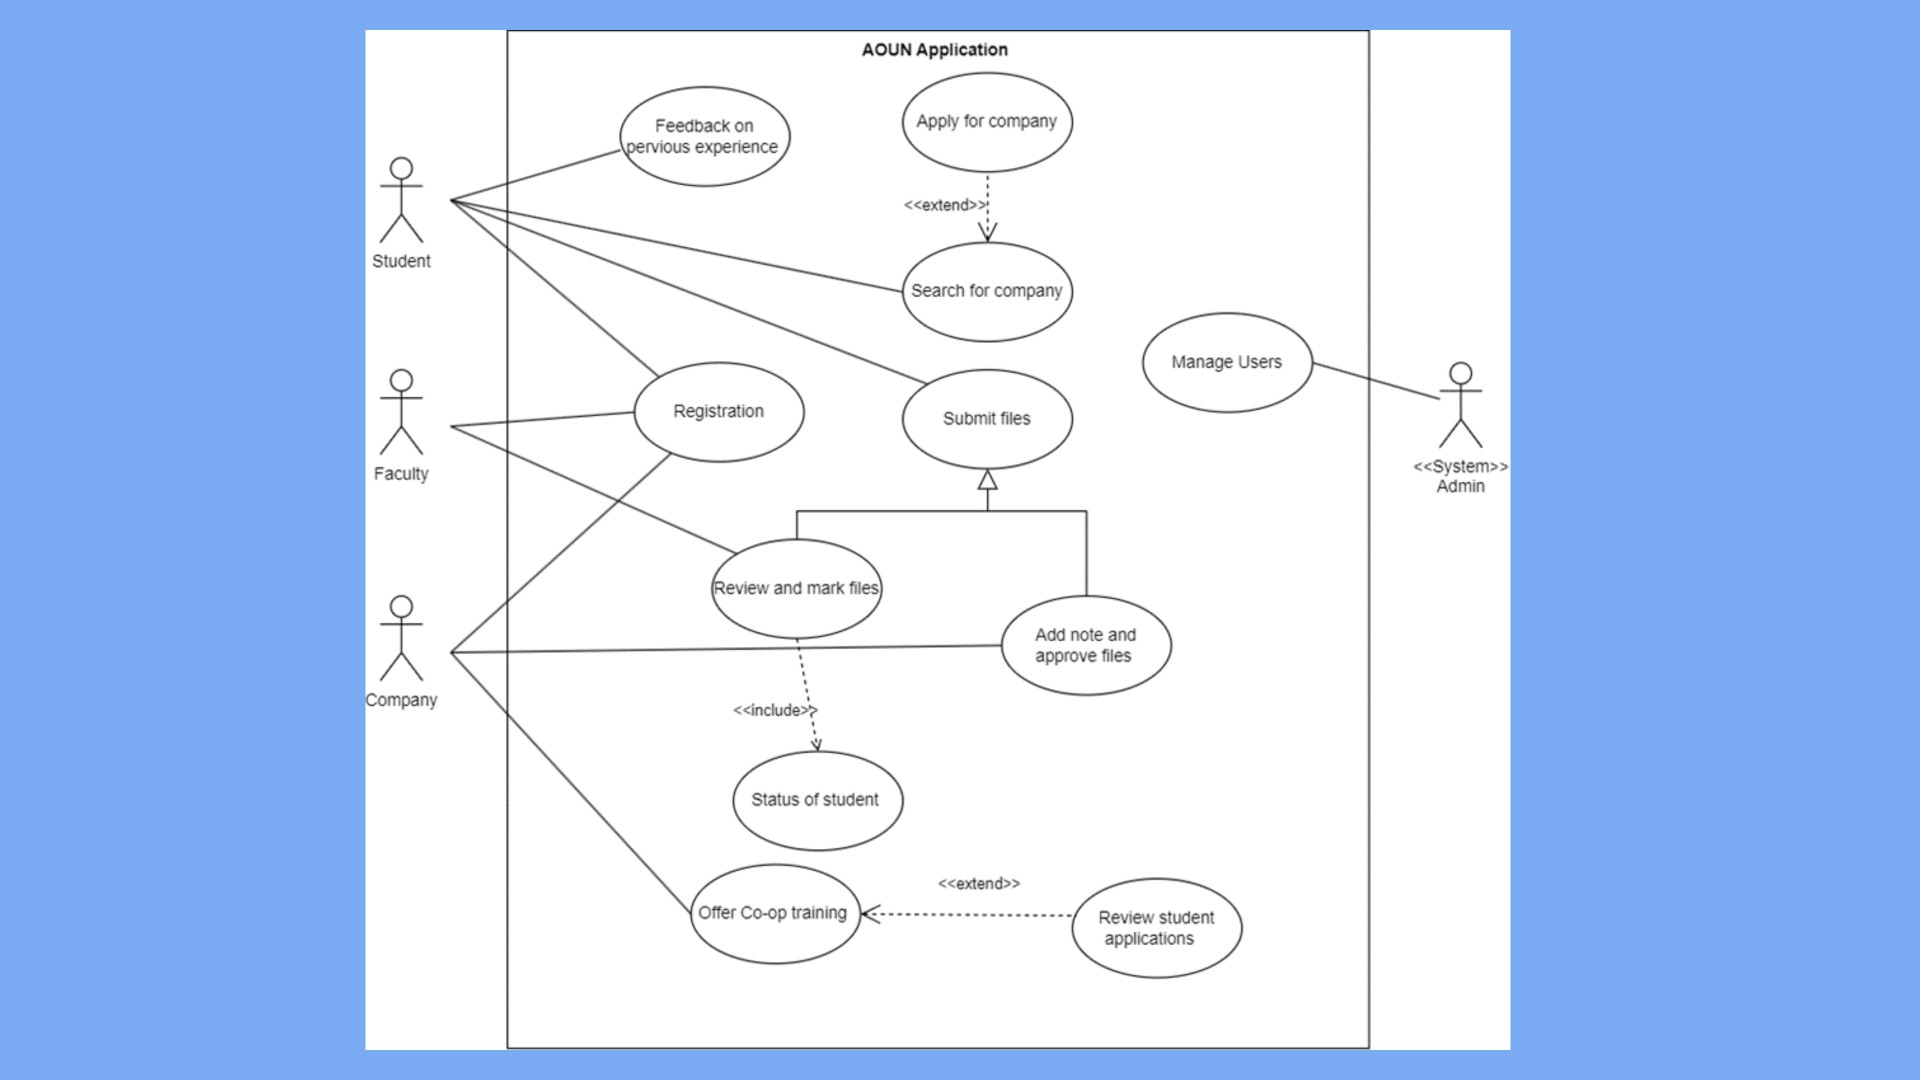 AOUN Application
Feedback on
pervious experience
Apply for company
<<extend>>
Student
Search for company
Manage Users
Registration
Submit files
Faculty
<<System>>
Admin
Review and mark files
Add note and
approve files
Company
<<include>>
Status of student
<<extend>>
Offer Co-op training
Review student
applications